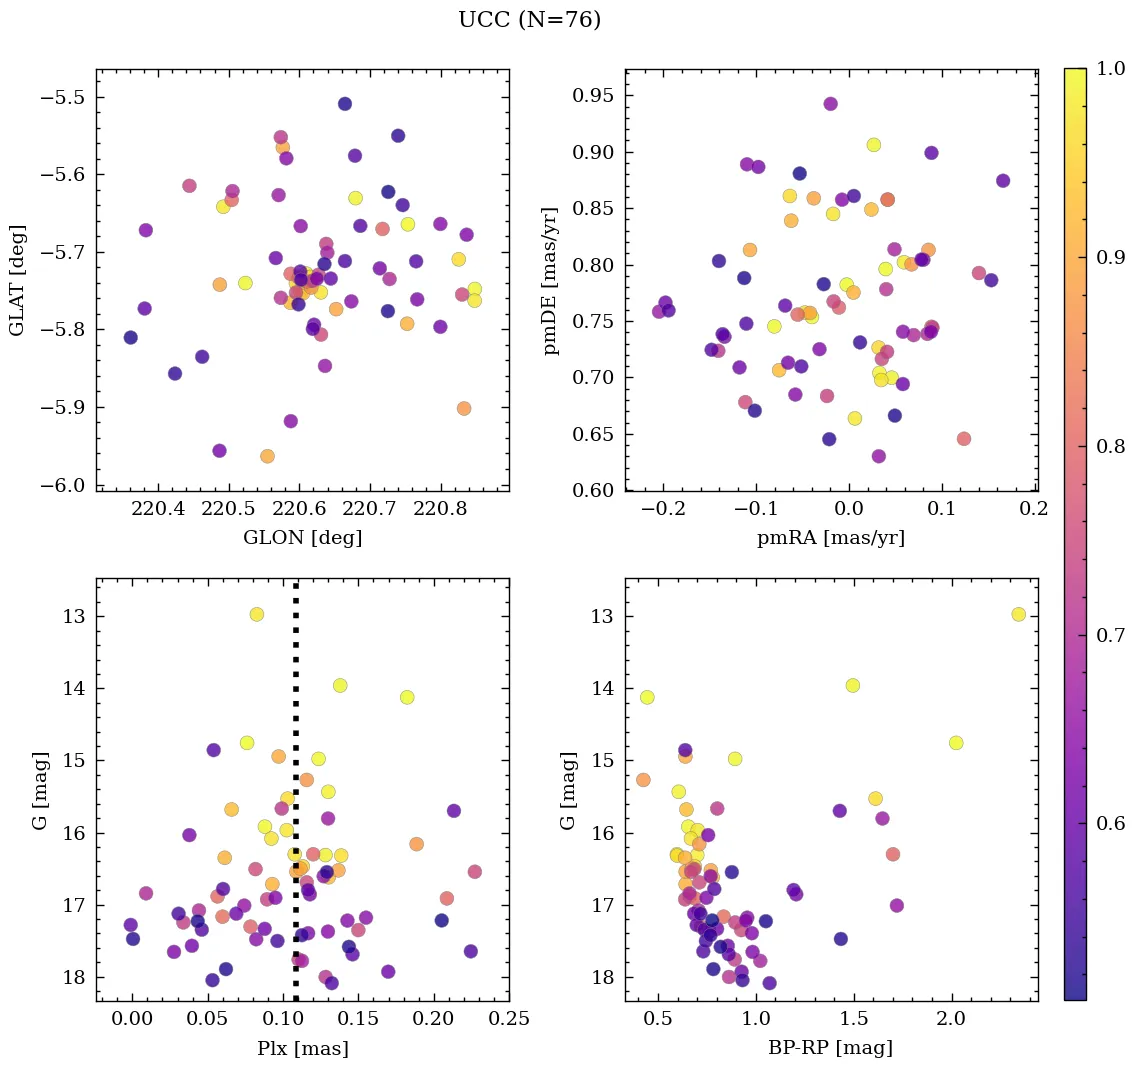 UCC (N=76)
−5.5
−5.6
−5.7
−5.8
−5.9
−6.0
GLAT [deg]
220.4 220.5 220.6 220.7 220.8
GLON [deg]
0.95
0.90
0.85
0.80
0.75
0.70
0.65
0.60
pmDE [mas/yr]
−0.2 −0.1 0.0 0.1 0.2
pmRA [mas/yr]
13
14
15
16
17
18
G [mag]
0.00 0.05 0.10 0.15 0.20 0.25
Plx [mas]
13
14
15
16
17
18
G [mag]
0.5 1.0 1.5 2.0
BP-RP [mag]
1.0
0.9
0.8
0.7
0.6